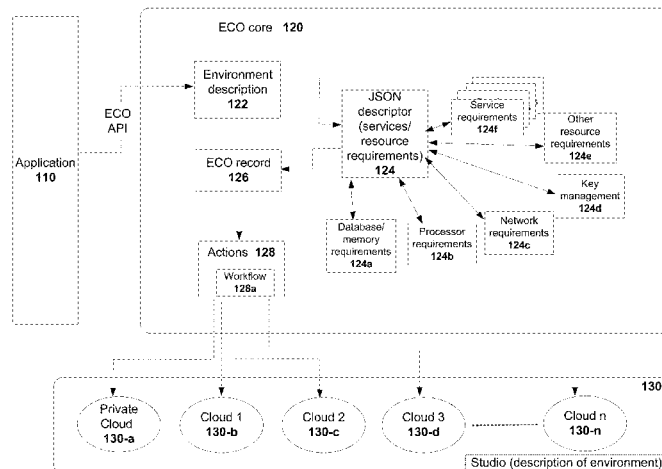 ECO core 120
Environment
description
122
ECO
API
Application
110
ECO record
126
JSON
descriptor
(services/
resource
requirements)
124
Service
requirements
124f
Other
resource
requirements
124e
Key
management
124d
Network
requirements
124c
Processor
requirements
124b
Database/
memory
requirements
124a
Actions 128
Workflow
128a
130
Private
Cloud
130-a
Cloud 1
130-b
Cloud 2
130-c
Cloud 3
130-d
Cloud n
130-n
Studio (description of environment)